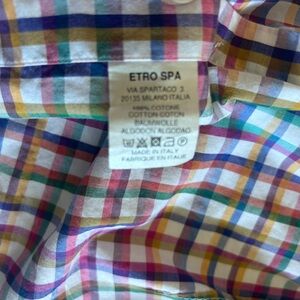 ETRO SPA
VIA SPARTACO 3
20135 MILANO ITALIA
100% COTONE
COTTON COTON
BAUMWOLLE
ALGODON ALGODAO
MADE IN ITALY
FABRIQUE EN ITALIE